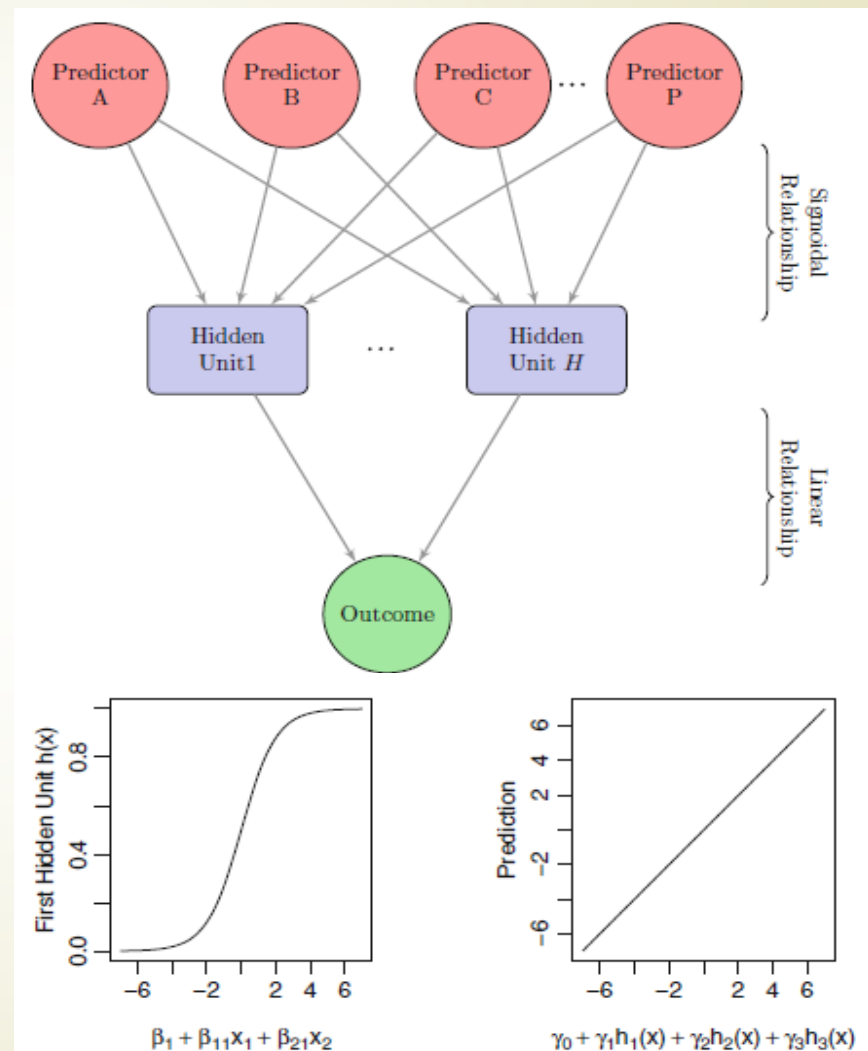 Predictor
A
Predictor
B
Predictor
C
...
Predictor
P
Sigmoidal
Relationship
Hidden
Unit1
...
Hidden
Unit H
Linear
Relationship
Outcome
First Hidden Unit h(x)
0.0 0.4 0.8
−6 −2 2 4 6
β₁ + β₁₁x₁ + β₂₁x₂
Prediction
−6 −2 2 4 6
−6 −2 2 4 6
γ₀ + γ₁h₁(x) + γ₂h₂(x) + γ₃h₃(x)